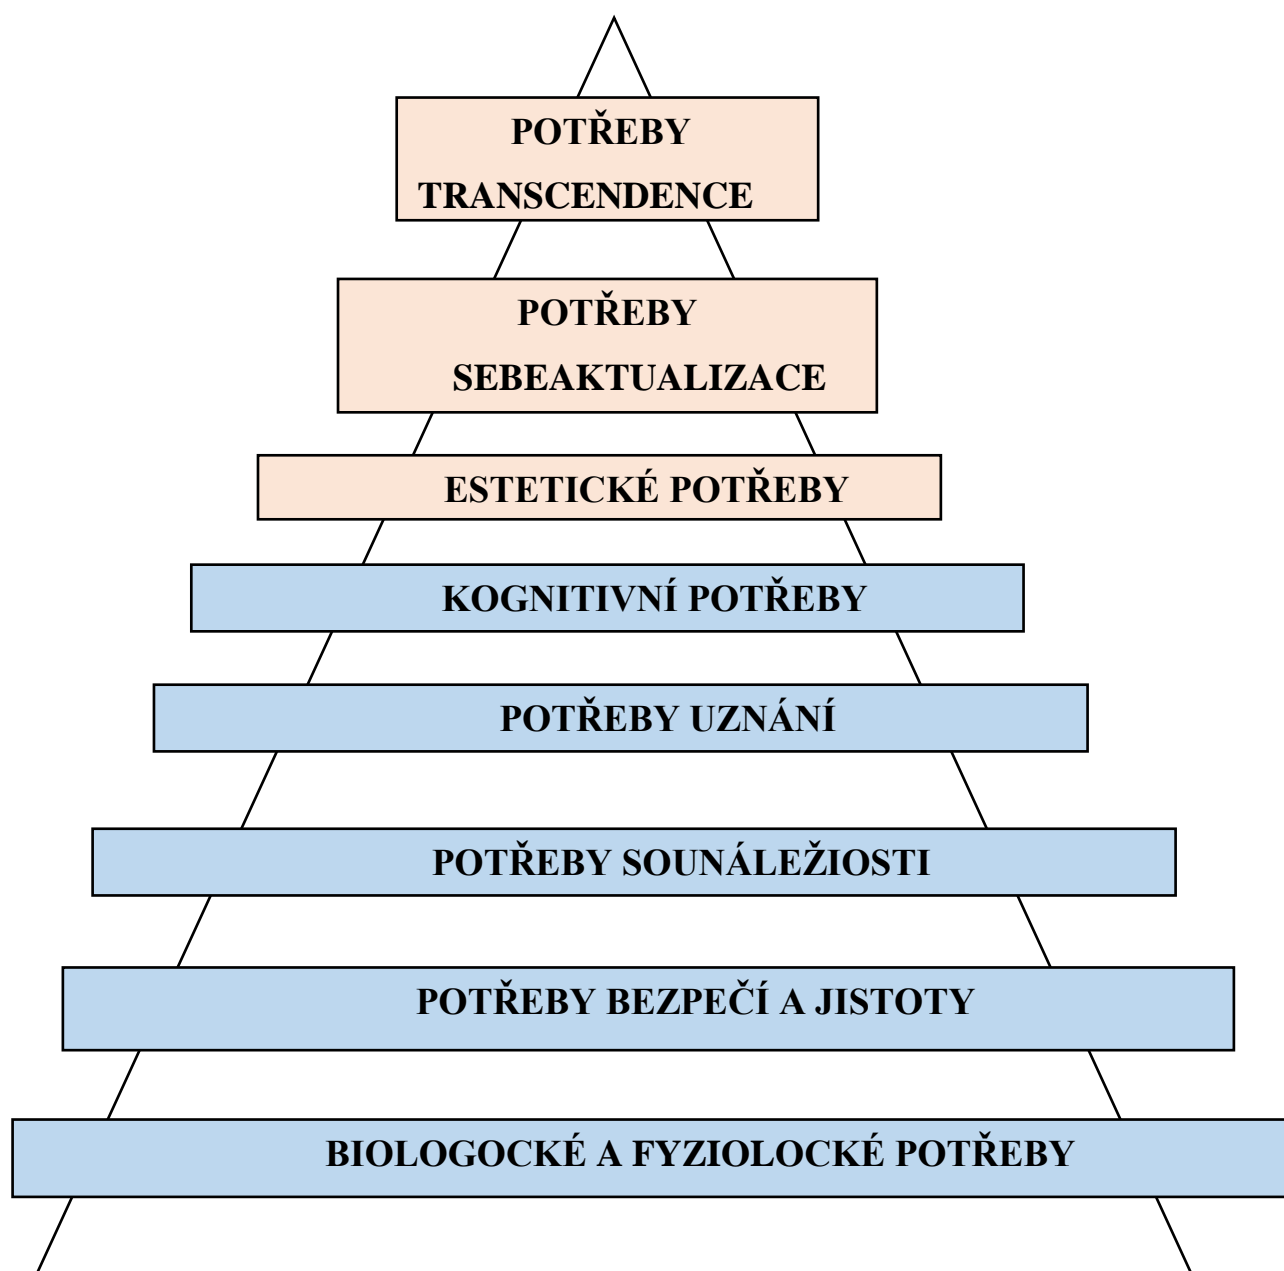 POTŘEBY
TRANSCENDENCE
POTŘEBY
SEBEAKTUALIZACE
ESTETICKÉ POTŘEBY
KOGNITIVNÍ POTŘEBY
POTŘEBY UZNÁNÍ
POTŘEBY SOUNÁLEŽIOSTI
POTŘEBY BEZPEČÍ A JISTOTY
BIOLOGOCKÉ A FYZIOLOCKÉ POTŘEBY